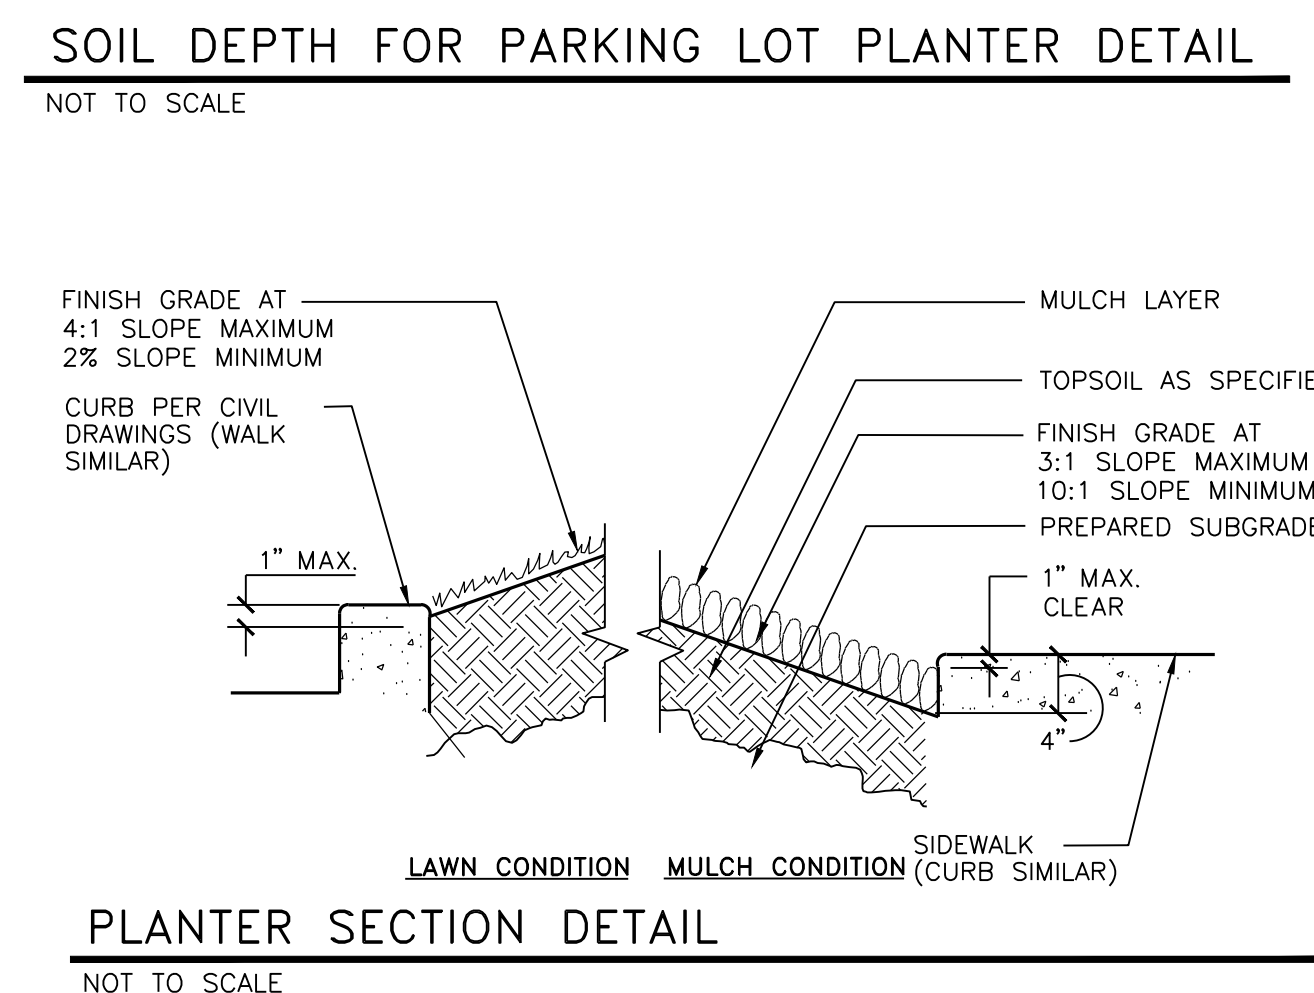 SOIL DEPTH FOR PARKING LOT PLANTER DETAIL
NOT TO SCALE
FINISH GRADE AT
4:1 SLOPE MAXIMUM
2% SLOPE MINIMUM
CURB PER CIVIL
DRAWINGS (WALK
SIMILAR)
1" MAX.
MULCH LAYER
TOPSOIL AS SPECIFIE
FINISH GRADE AT
3:1 SLOPE MAXIMUM
10:1 SLOPE MINIMUM
PREPARED SUBGRADE
1" MAX.
CLEAR
4"
SIDEWALK
(CURB SIMILAR)
LAWN CONDITION
MULCH CONDITION
PLANTER SECTION DETAIL
NOT TO SCALE